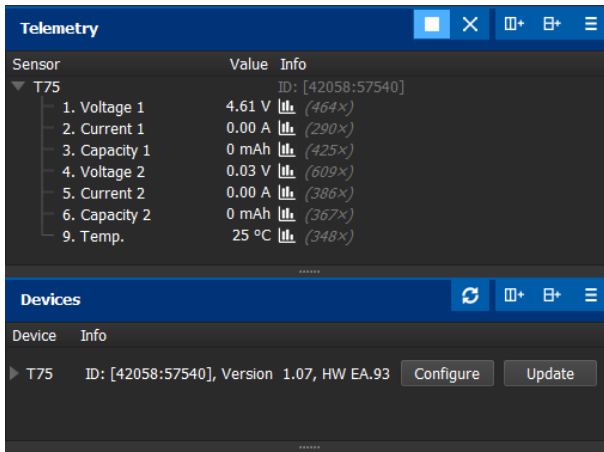 Telemetry
Sensor Value Info
T75 ID: [42058:57540]
1. Voltage 1 4.61 V (464×)
2. Current 1 0.00 A (290×)
3. Capacity 1 0 mAh (425×)
4. Voltage 2 0.03 V (609×)
5. Current 2 0.00 A (386×)
6. Capacity 2 0 mAh (367×)
9. Temp. 25 °C (348×)
Devices
Device Info
T75 ID: [42058:57540], Version 1.07, HW EA.93 Configure Update